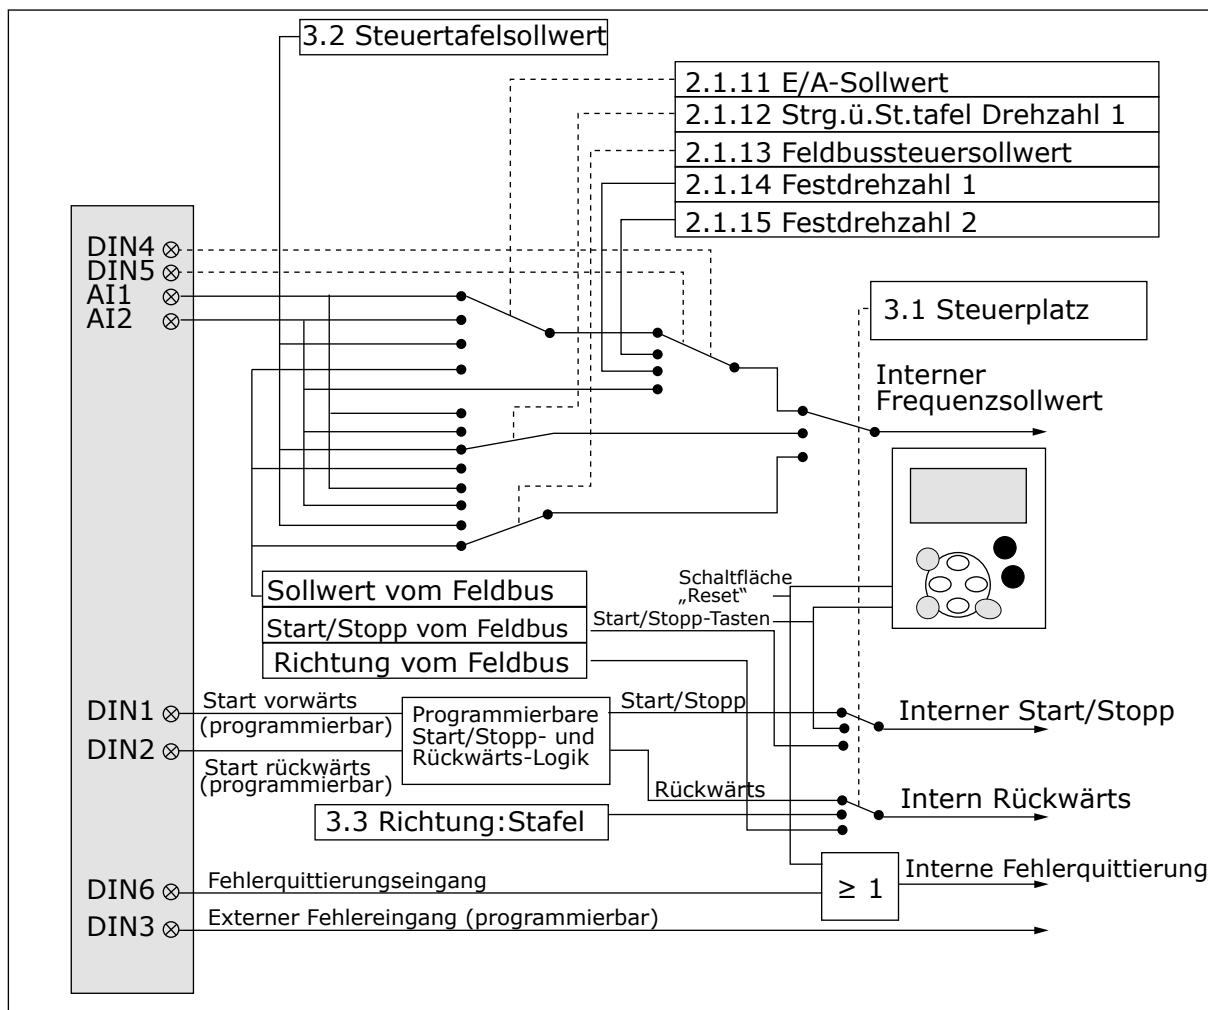 3.2 Steuertafelsollwert
2.1.11 E/A-Sollwert
2.1.12 Strg.ü.St.tafel Drehzahl 1
2.1.13 Feldbussteuersollwert
2.1.14 Festdrehzahl 1
2.1.15 Festdrehzahl 2
DIN4
DIN5
AI1
AI2
3.1 Steuerplatz
Interner
Frequenzsollwert
Sollwert vom Feldbus
Start/Stopp vom Feldbus
Richtung vom Feldbus
Schaltfläche
„Reset“
Start/Stopp-Tasten
DIN1
Start vorwärts
(programmierbar)
DIN2
Start rückwärts
(programmierbar)
Programmierbare
Start/Stopp- und
Rückwärts-Logik
Start/Stopp
Rückwärts
Interner Start/Stopp
Intern Rückwärts
3.3 Richtung:Stafel
DIN6
Fehlerquittierungseingang
≥ 1
Interne Fehlerquittierung
DIN3
Externer Fehlereingang (programmierbar)